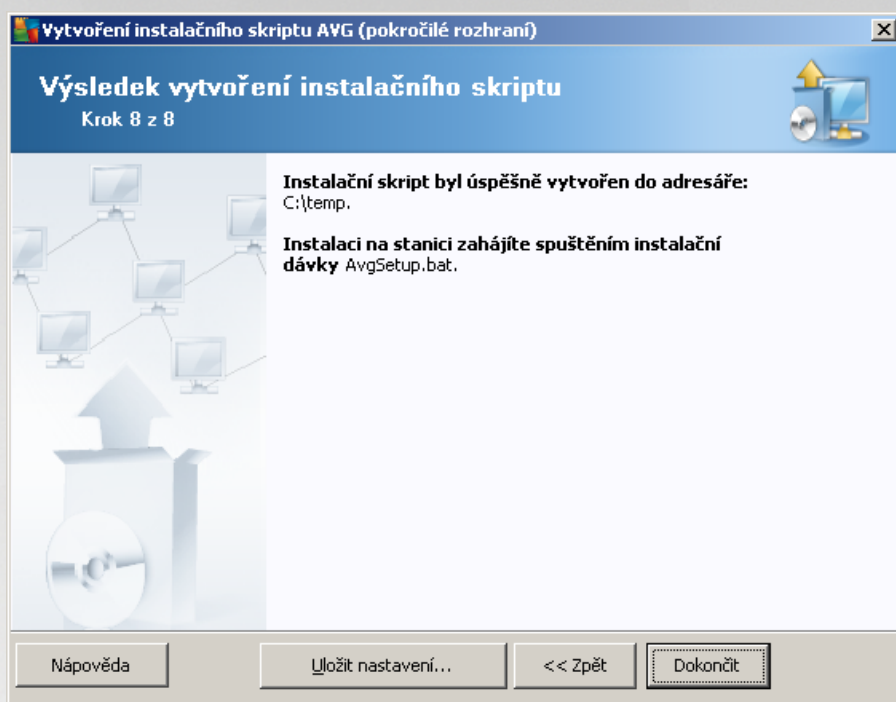 Vytvoření instalačního skriptu AVG (pokročilé rozhraní)
Výsledek vytvoření instalačního skriptu
Krok 8 z 8
Instalační skript byl úspěšně vytvořen do adresáře:
C:\temp.
Instalaci na stanici zahájíte spuštěním instalační
dávky AvgSetup.bat.
Nápověda
Uložit nastavení...
<< Zpět
Dokončit